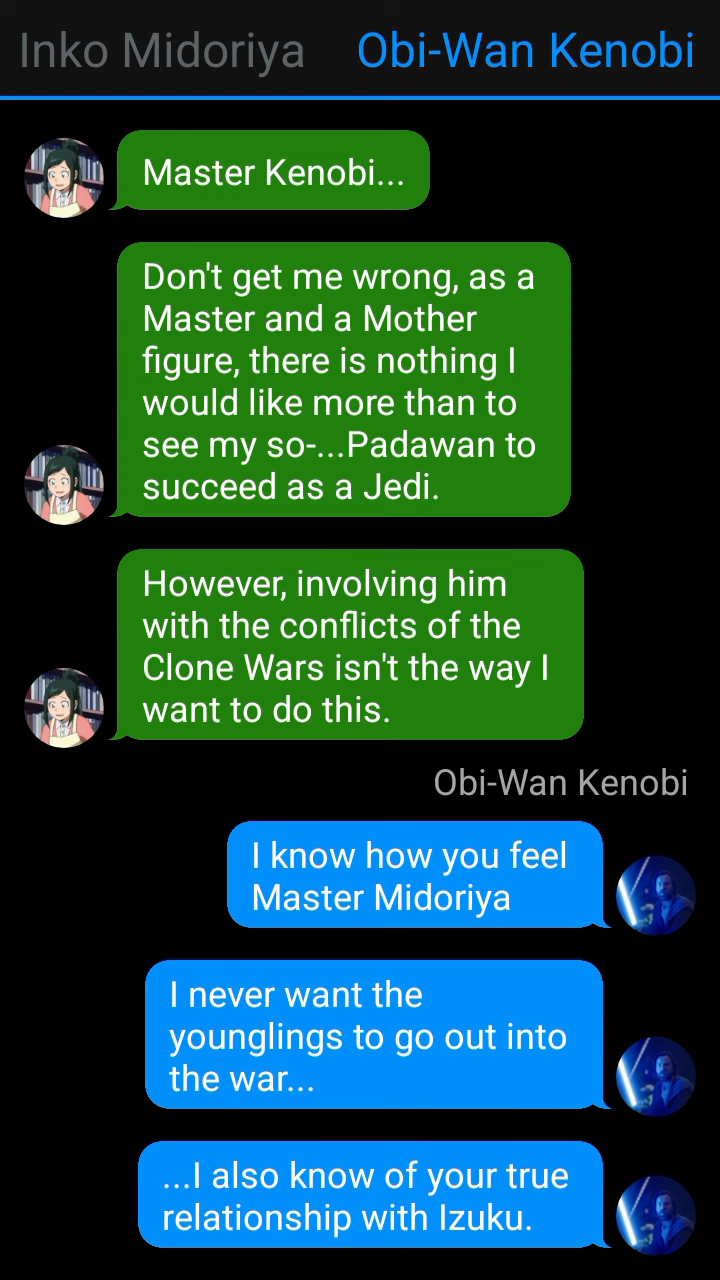 Inko Midoriya Obi-Wan Kenobi
Master Kenobi...
Don't get me wrong, as a
Master and a Mother
figure, there is nothing I
would like more than to
see my so-...Padawan to
succeed as a Jedi.
However, involving him
with the conflicts of the
Clone Wars isn't the way I
want to do this.
Obi-Wan Kenobi
I know how you feel
Master Midoriya
I never want the
younglings to go out into
the war...
...I also know of your true
relationship with Izuku.